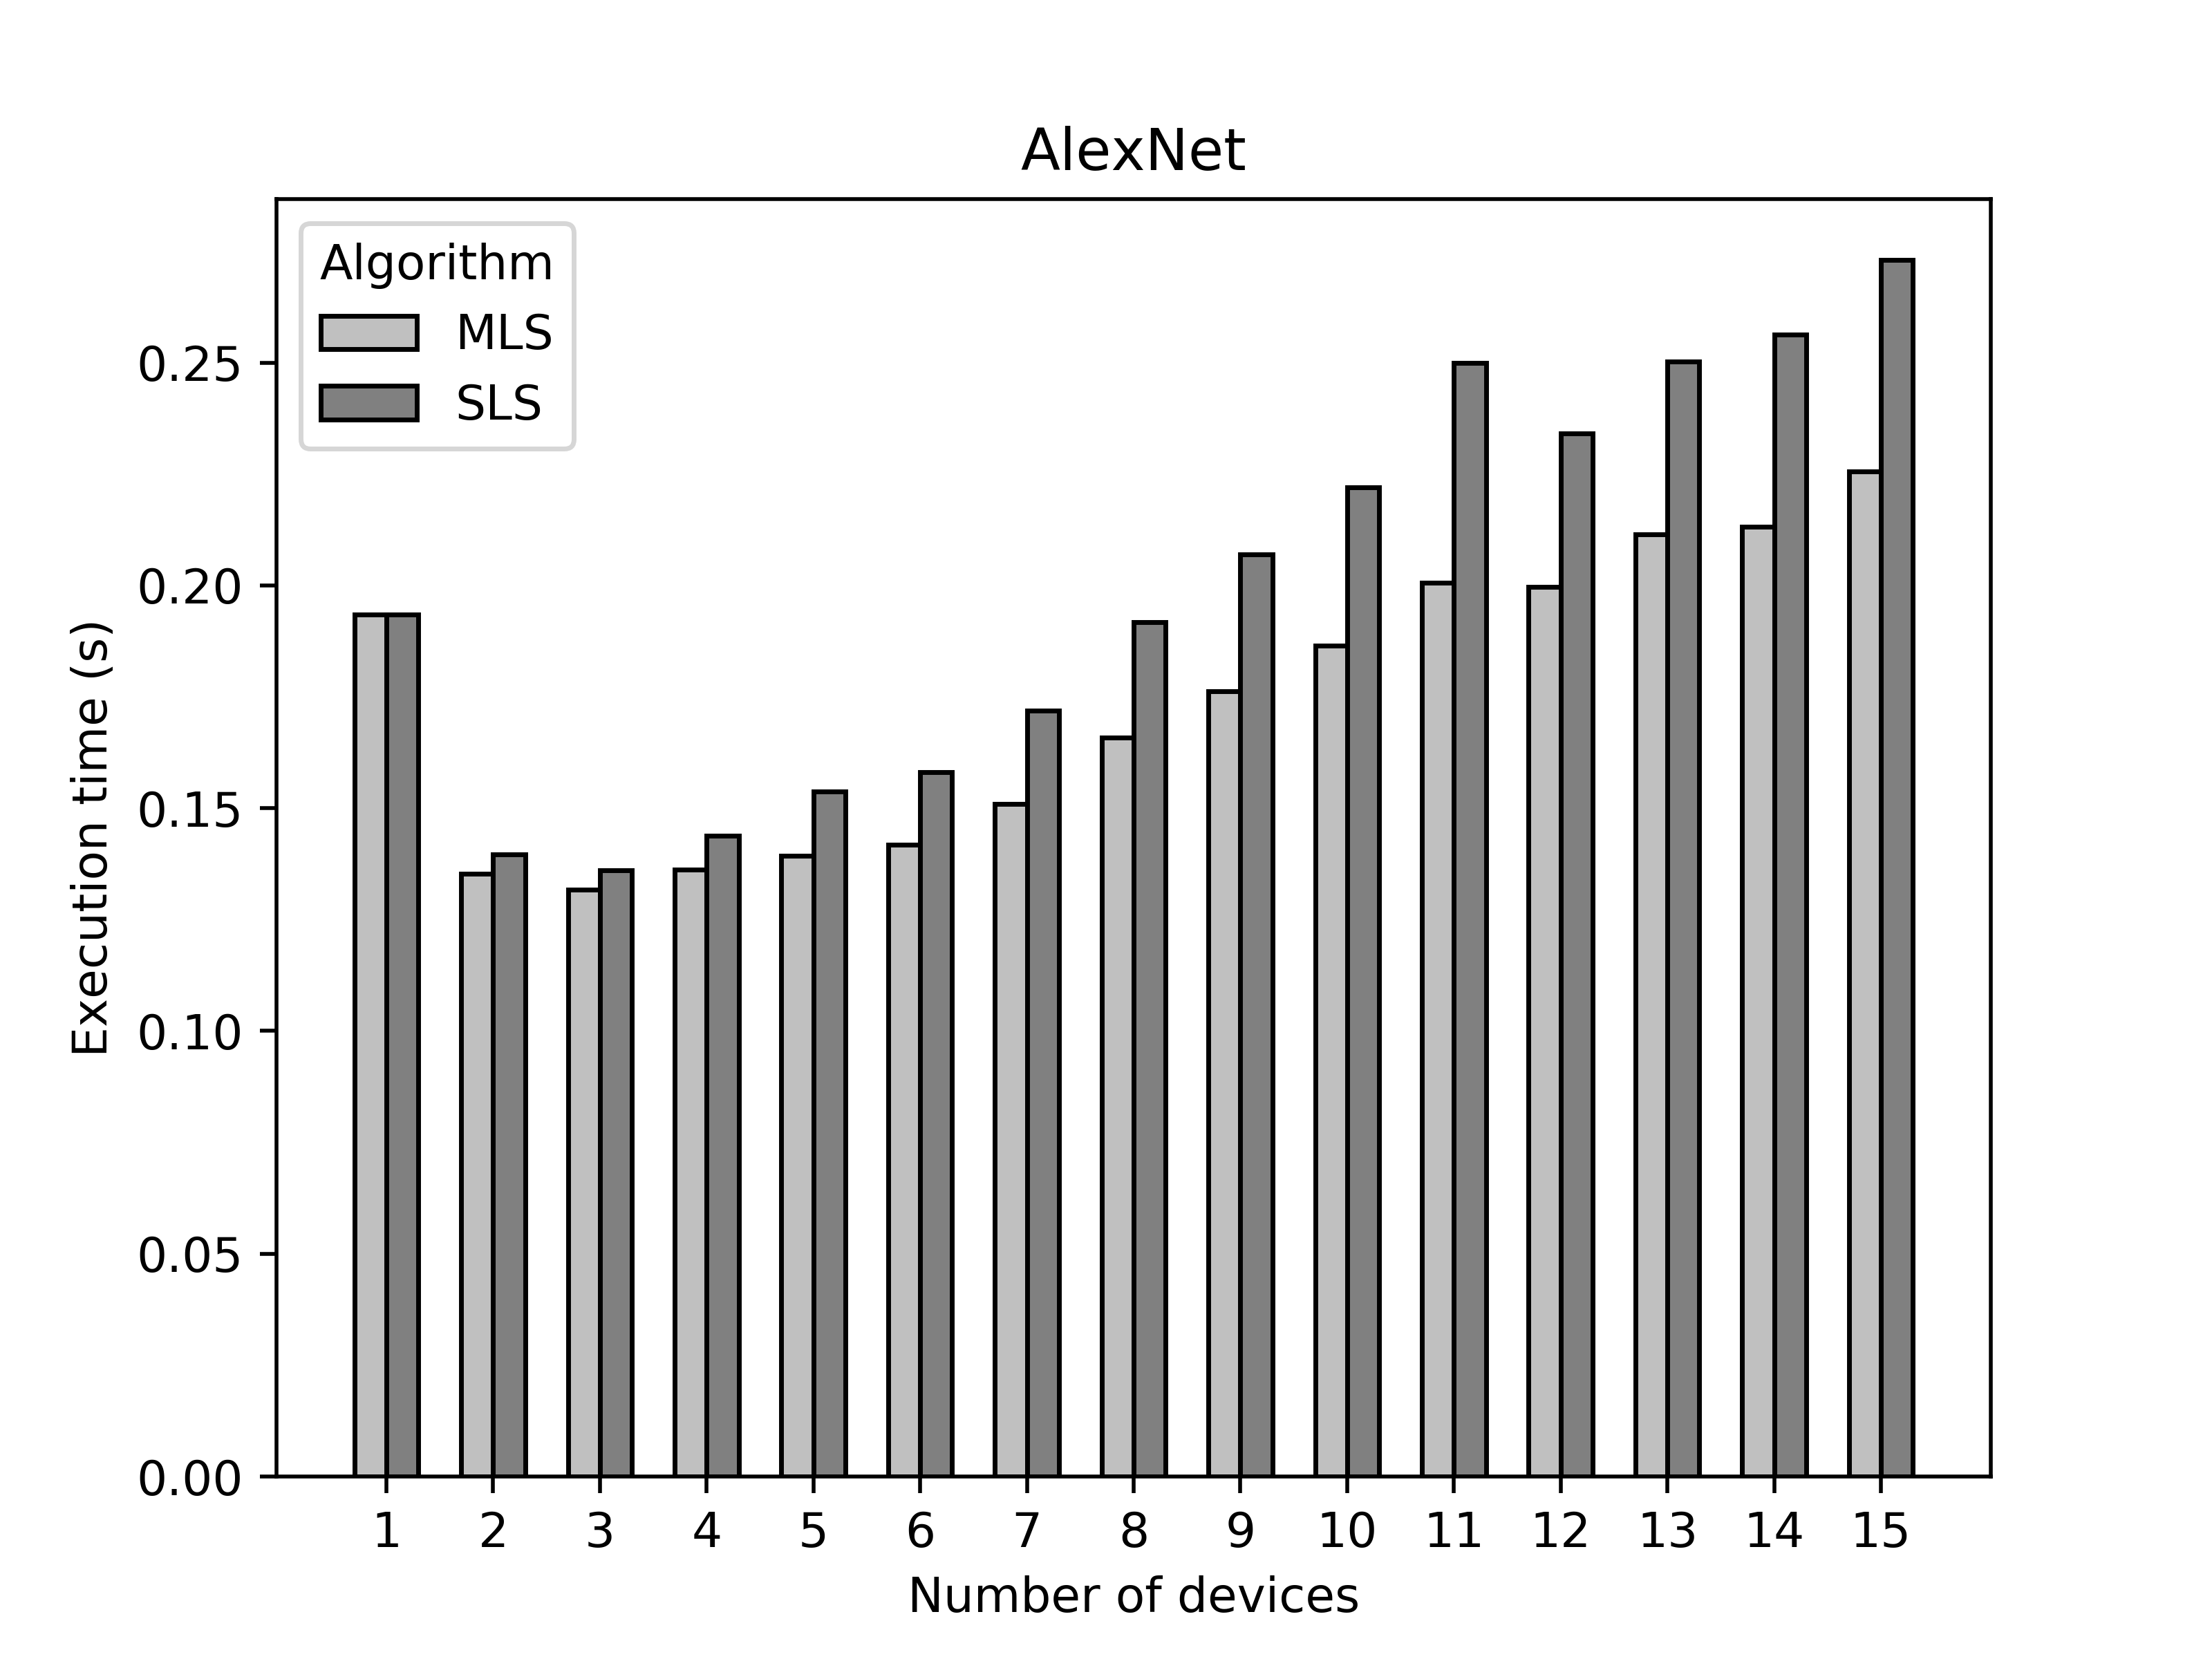 AlexNet
Algorithm
MLS
SLS
Execution time (s)
0.25
0.20
0.15
0.10
0.05
0.00
1 2 3 4 5 6 7 8 9 10 11 12 13 14 15
Number of devices